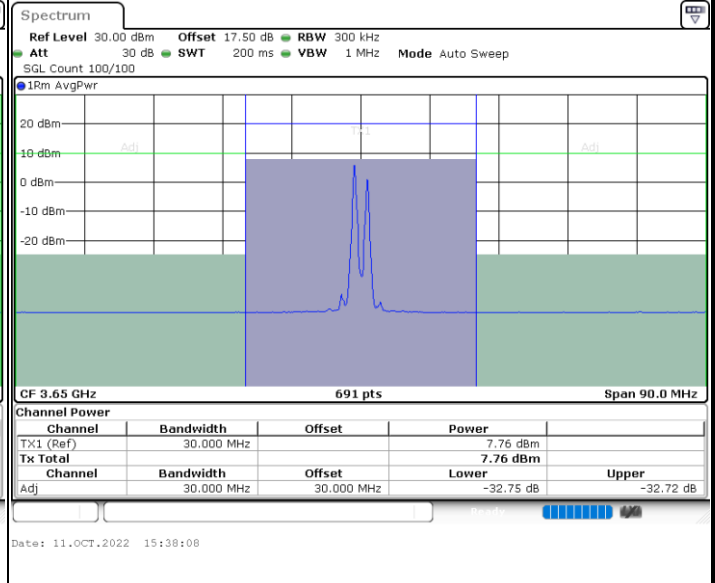 Spectrum
Ref Level 30.00 dBm Offset 17.50 dB RBW 300 kHz
Att 30 dB SWT 200 ms VBW 1 MHz Mode Auto Sweep
SGL Count 100/100
1Rm AvgPwr
20 dBm
TX1
Adj Adj
10 dBm
0 dBm
-10 dBm
-20 dBm
CF 3.65 GHz 691 pts Span 90.0 MHz
Channel Power
Channel Bandwidth Offset Power
TX1 (Ref) 30.000 MHz 7.76 dBm
Tx Total 7.76 dBm
Channel Bandwidth Offset Lower Upper
Adj 30.000 MHz 30.000 MHz -32.75 dB -32.72 dB
Ready
Date: 11.OCT.2022 15:38:08